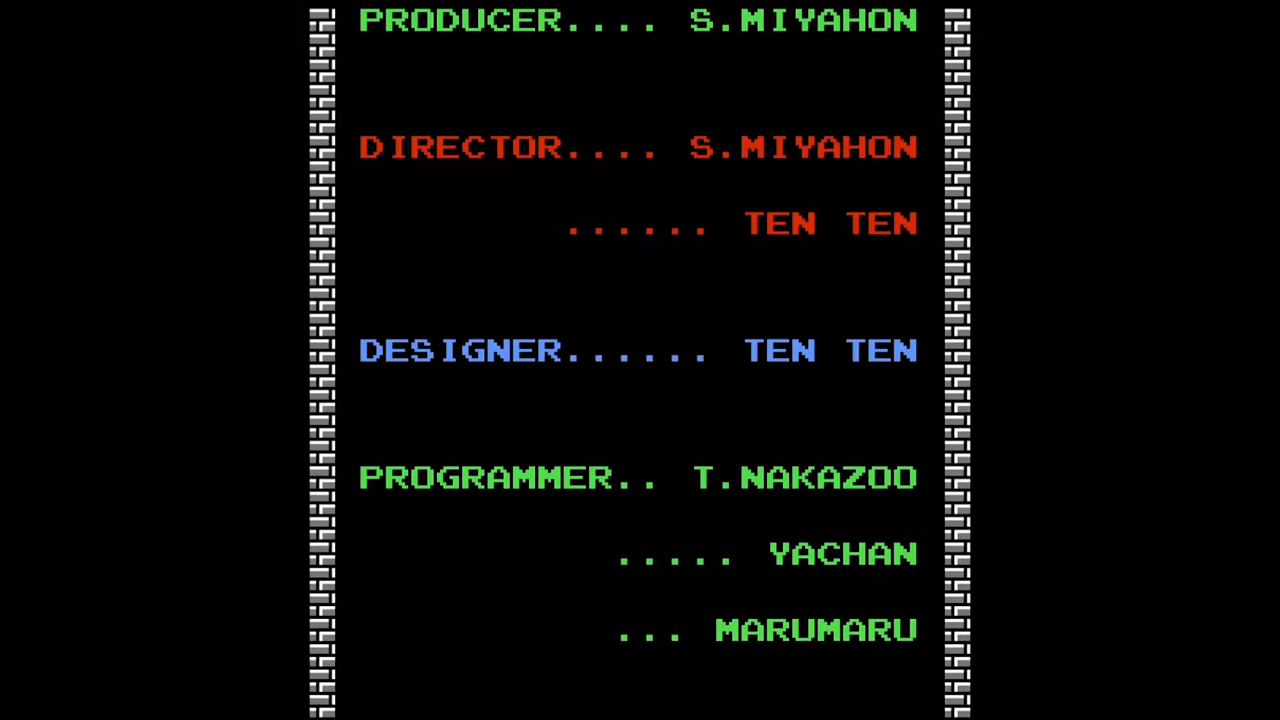 PRODUCER.... S.MIYAHON
DIRECTOR.... S.MIYAHON
...... TEN TEN
DESIGNER...... TEN TEN
PROGRAMMER.. T.NAKAZOO
..... YACHAN
... MARUMARU